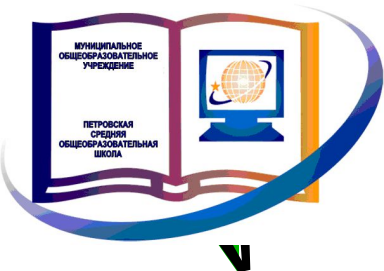 МУНИЦИПАЛЬНОЕ
ОБЩЕОБРАЗОВАТЕЛЬНОЕ
УЧРЕЖДЕНИЕ
ПЕТРОВСКАЯ
СРЕДНЯЯ
ОБЩЕОБРАЗОВАТЕЛЬНАЯ
ШКОЛА